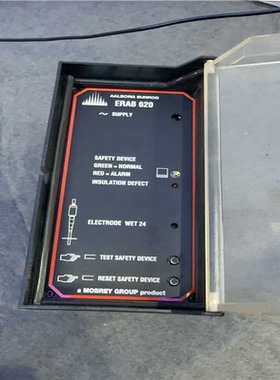 AALBORG SUNROD
ERAB 620
~ SUPPLY
SAFETY DEVICE
GREEN = NORMAL
RED = ALARM
INSULATION DEFECT
ELECTRODE WET 24
TEST SAFETY DEVICE
RESET SAFETY DEVICE
a MOBREY GROUP product